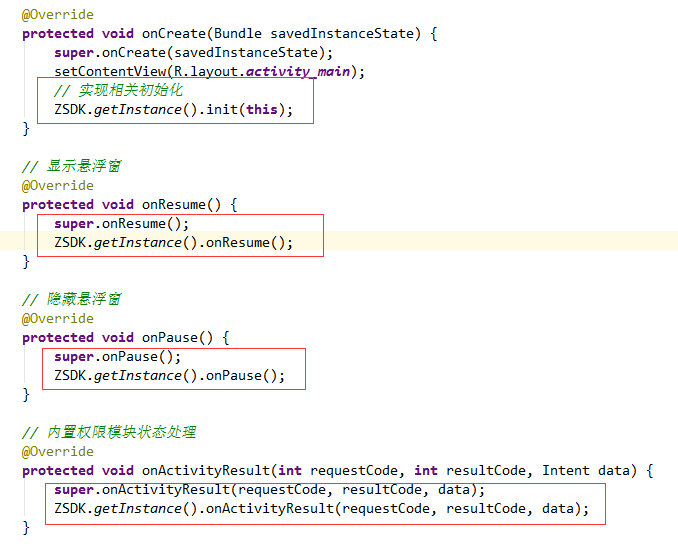 @Override
protected void onCreate(Bundle savedInstanceState) {
super.onCreate(savedInstanceState);
setContentView(R.layout.activity_main);
// 实现相关初始化
ZSDK.getInstance().init(this);
}
// 显示悬浮窗
@Override
protected void onResume() {
super.onResume();
ZSDK.getInstance().onResume();
}
// 隐藏悬浮窗
@Override
protected void onPause() {
super.onPause();
ZSDK.getInstance().onPause();
}
// 内置权限模块状态处理
@Override
protected void onActivityResult(int requestCode, int resultCode, Intent data) {
super.onActivityResult(requestCode, resultCode, data);
ZSDK.getInstance().onActivityResult(requestCode, resultCode, data);
}